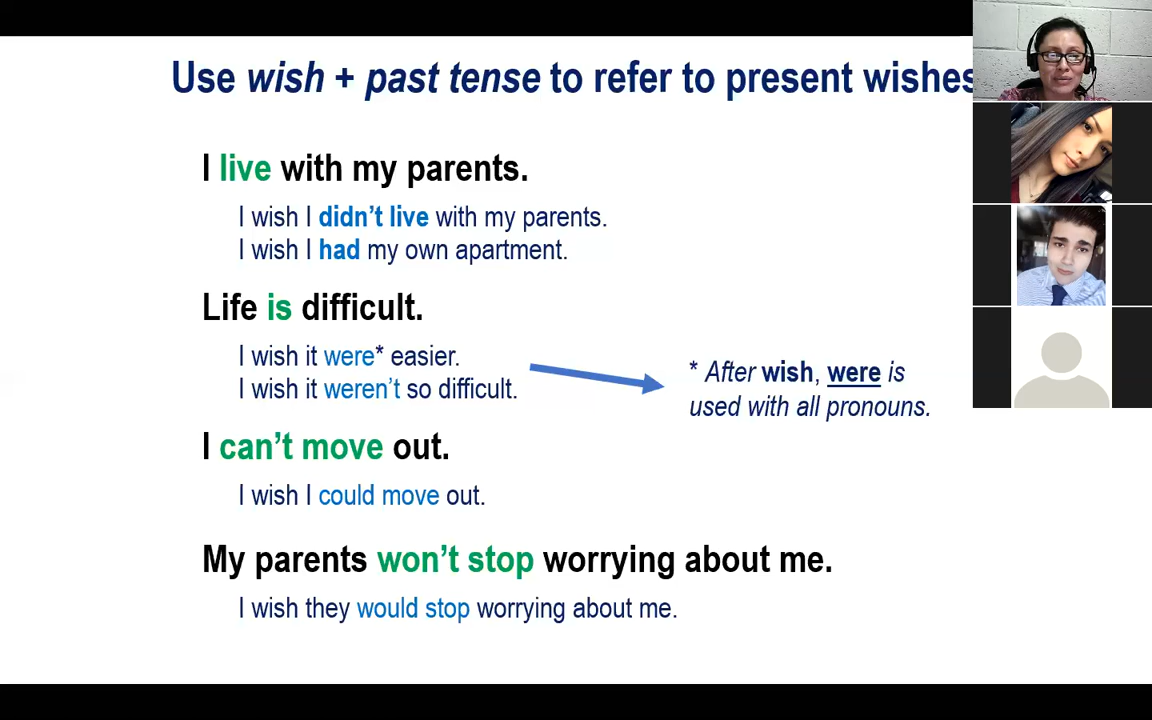 Use wish + past tense to refer to present wishes
I live with my parents.
I wish I didn't live with my parents.
I wish I had my own apartment.
Life is difficult.
I wish it were* easier.
I wish it weren't so difficult.
* After wish, were is
used with all pronouns.
I can't move out.
I wish I could move out.
My parents won't stop worrying about me.
I wish they would stop worrying about me.